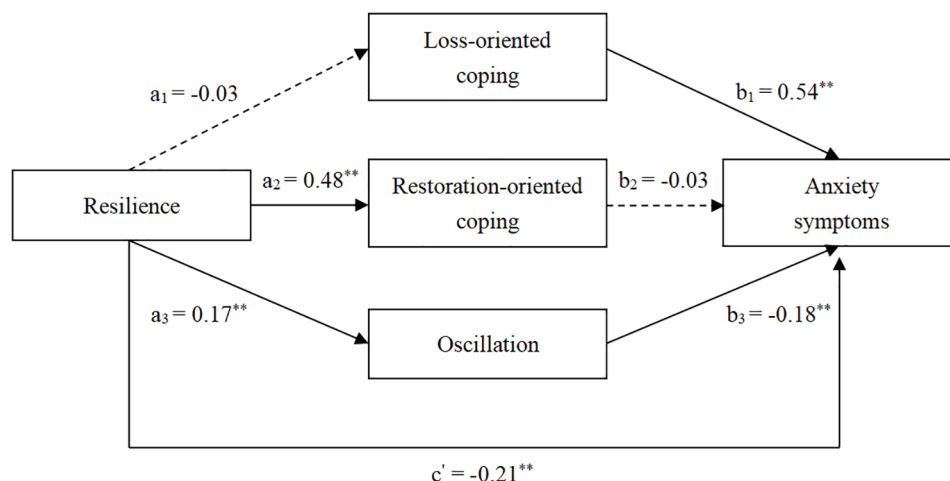 Loss-oriented
coping
a₁ = -0.03
b₁ = 0.54**
Resilience
a₂ = 0.48**
Restoration-oriented
coping
b₂ = -0.03
Anxiety
symptoms
a₃ = 0.17**
Oscillation
b₃ = -0.18**
c' = -0.21**